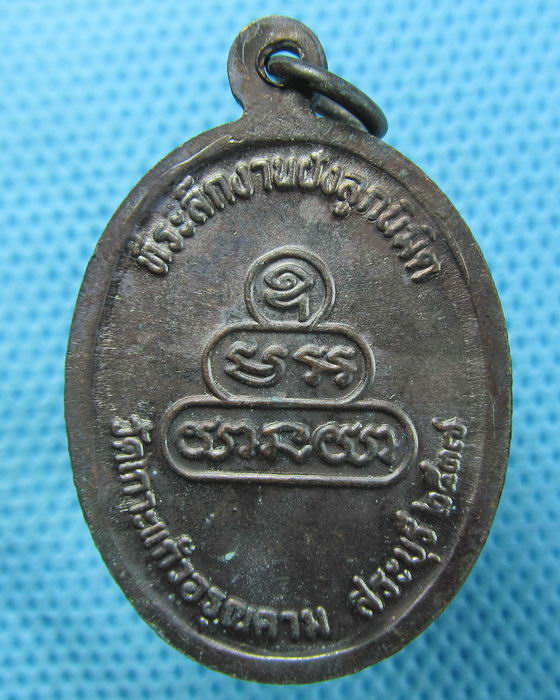 ที่ระลึกงานฝังลูกนิมิต
วัดเกาะแก้วอรุณคาม สระบุรี ๒๕๓๗